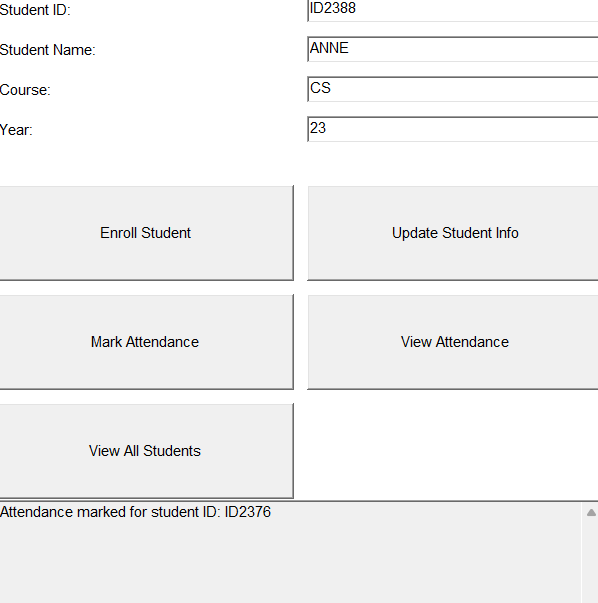 Student ID: ID2388
Student Name: ANNE
Course: CS
Year: 23
Enroll Student Update Student Info
Mark Attendance View Attendance
View All Students
Attendance marked for student ID: ID2376